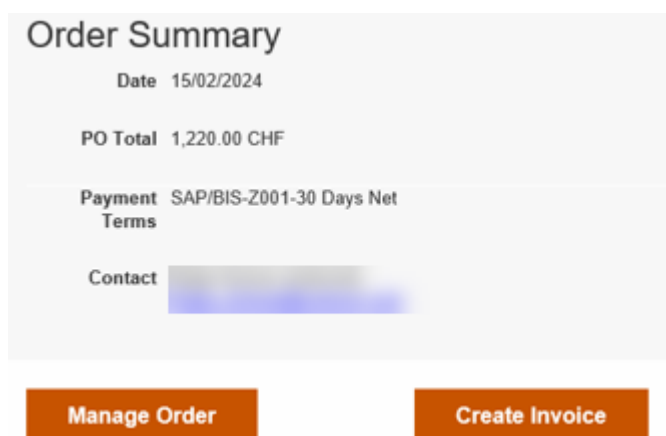 Order Summary
Date 15/02/2024
PO Total 1,220.00 CHF
Payment SAP/BIS-Z001-30 Days Net
Terms
Contact
Manage Order Create Invoice